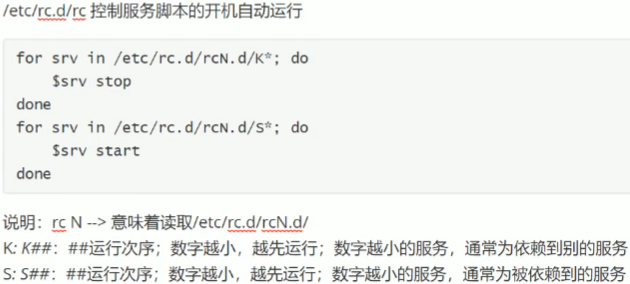 /etc/rc.d/rc 控制服务脚本的开机自动运行
for srv in /etc/rc.d/rcN.d/K*; do
    $srv stop
done
for srv in /etc/rc.d/rcN.d/S*; do
    $srv start
done
说明：rc N --> 意味着读取/etc/rc.d/rcN.d/
K: K##：##运行次序；数字越小，越先运行；数字越小的服务，通常为依赖到别的服务
S: S##：##运行次序；数字越小，越先运行；数字越小的服务，通常为被依赖到的服务